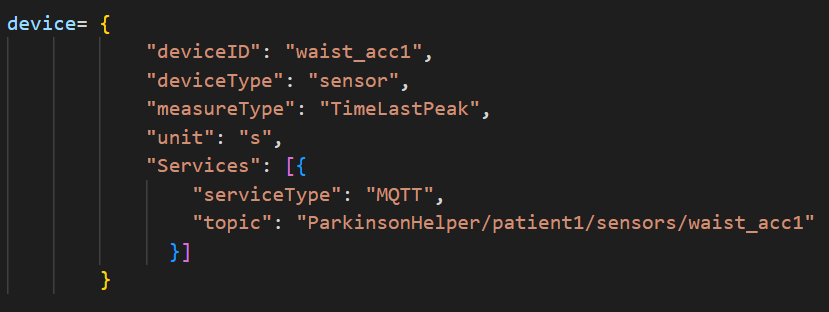 device= {
"deviceID": "waist_acc1",
"deviceType": "sensor",
"measureType": "TimeLastPeak",
"unit": "s",
"Services": [{
"serviceType": "MQTT",
"topic": "ParkinsonHelper/patient1/sensors/waist_acc1"
}]
}